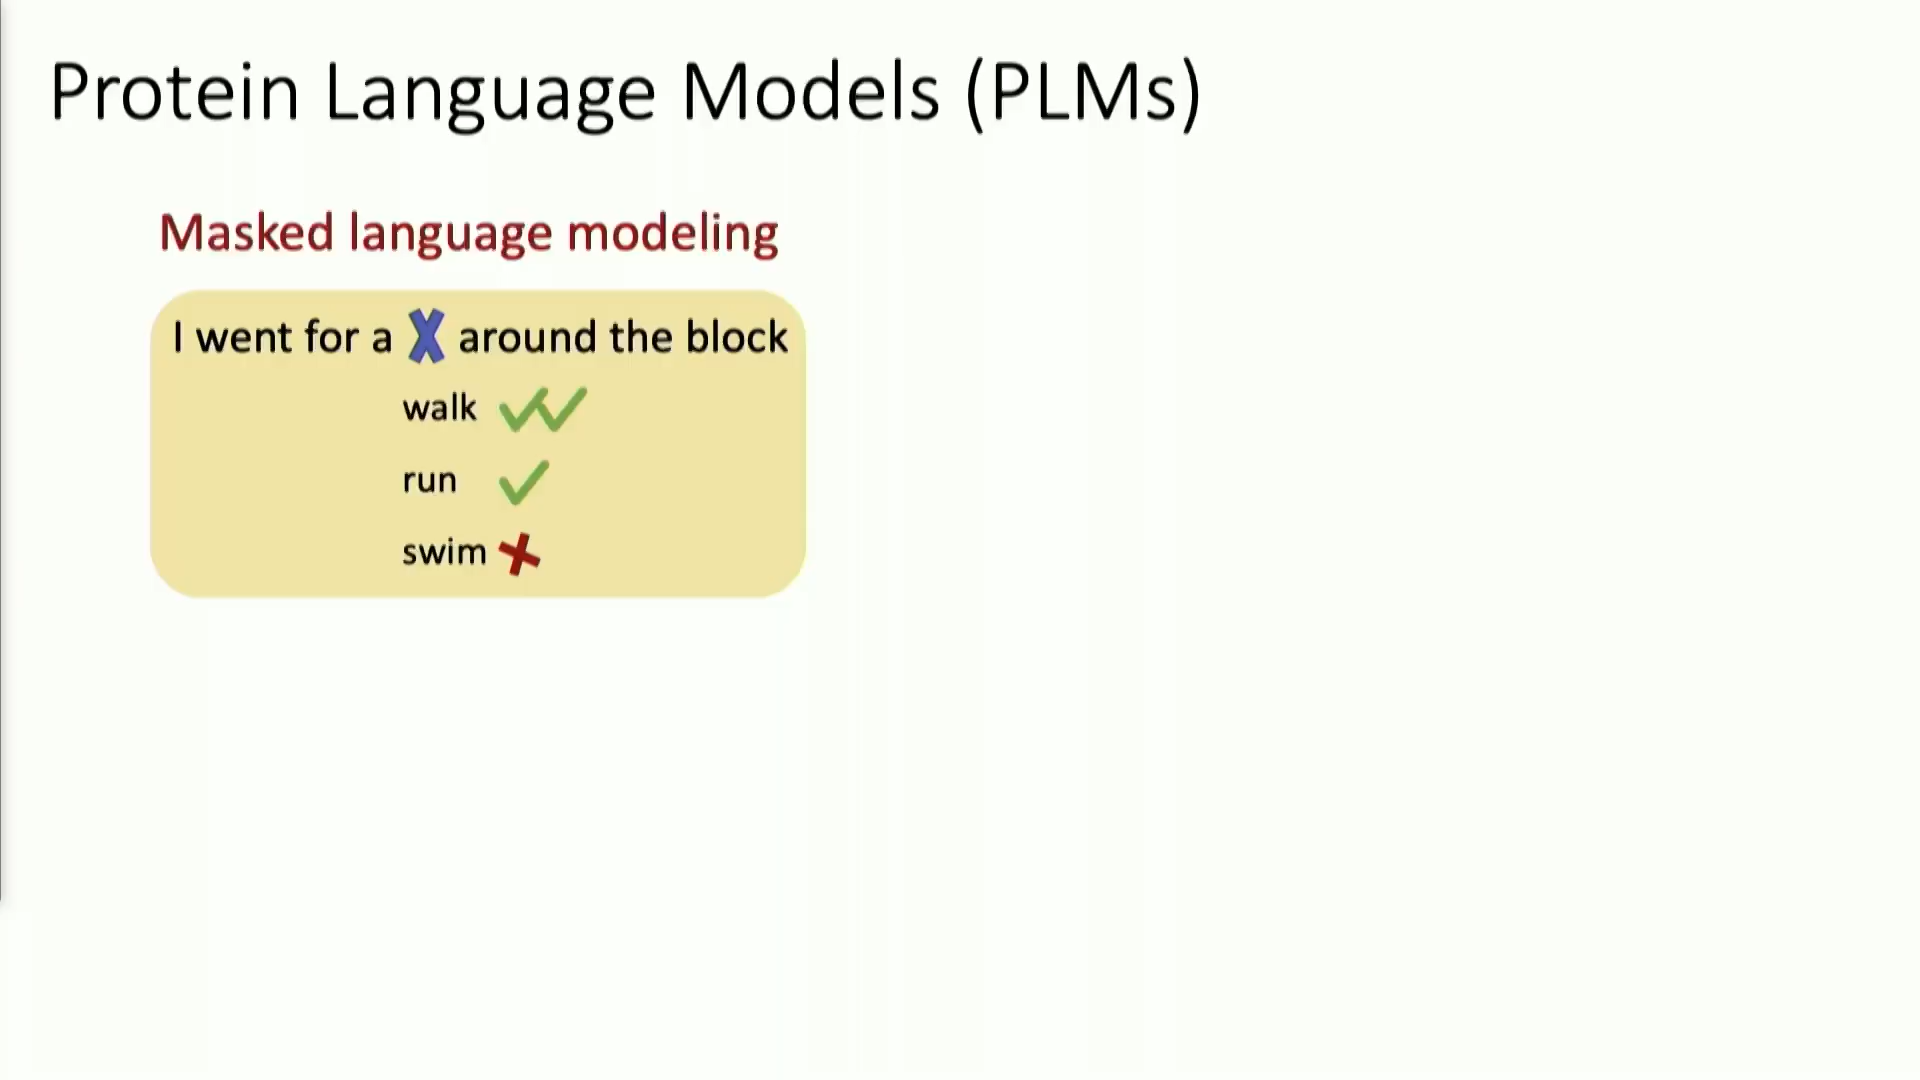 Protein Language Models (PLMs)
Masked language modeling
I went for a X around the block
walk
run
swim